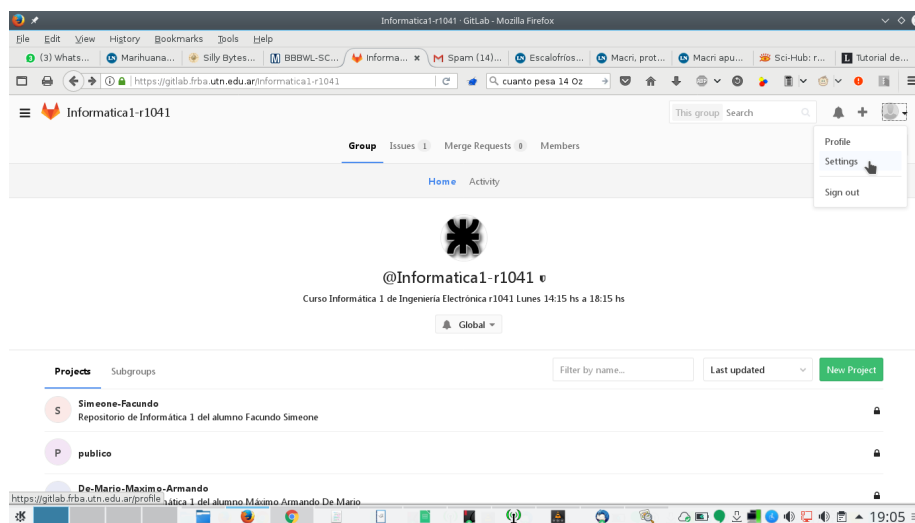 Informatica1-r1041 · GitLab - Mozilla Firefox
File Edit View History Bookmarks Tools Help
(3) Whats... Marihuana... Silly Bytes... BBBWL-SC... Informa... Spam (14)... Escalofríos... Macri, prot... Macri apu... Sci-Hub: r... Tutorial de...
https://gitlab.frba.utn.edu.ar/Informatica1-r1041 cuanto pesa 14 Oz
Informatica1-r1041 This group Search
Profile
Group Issues 1 Merge Requests 0 Members
Settings
Home Activity
Sign out
@Informatica1-r1041
Curso Informática 1 de Ingeniería Electrónica r1041 Lunes 14:15 hs a 18:15 hs
Global
Projects Subgroups Filter by name... Last updated New Project
S Simeone-Facundo
Repositorio de Informática 1 del alumno Facundo Simeone
P publico
De-Mario-Maximo-Armando
https://gitlab.frba.utn.edu.ar/profile ática 1 del alumno Máximo Armando De Mario
19:05